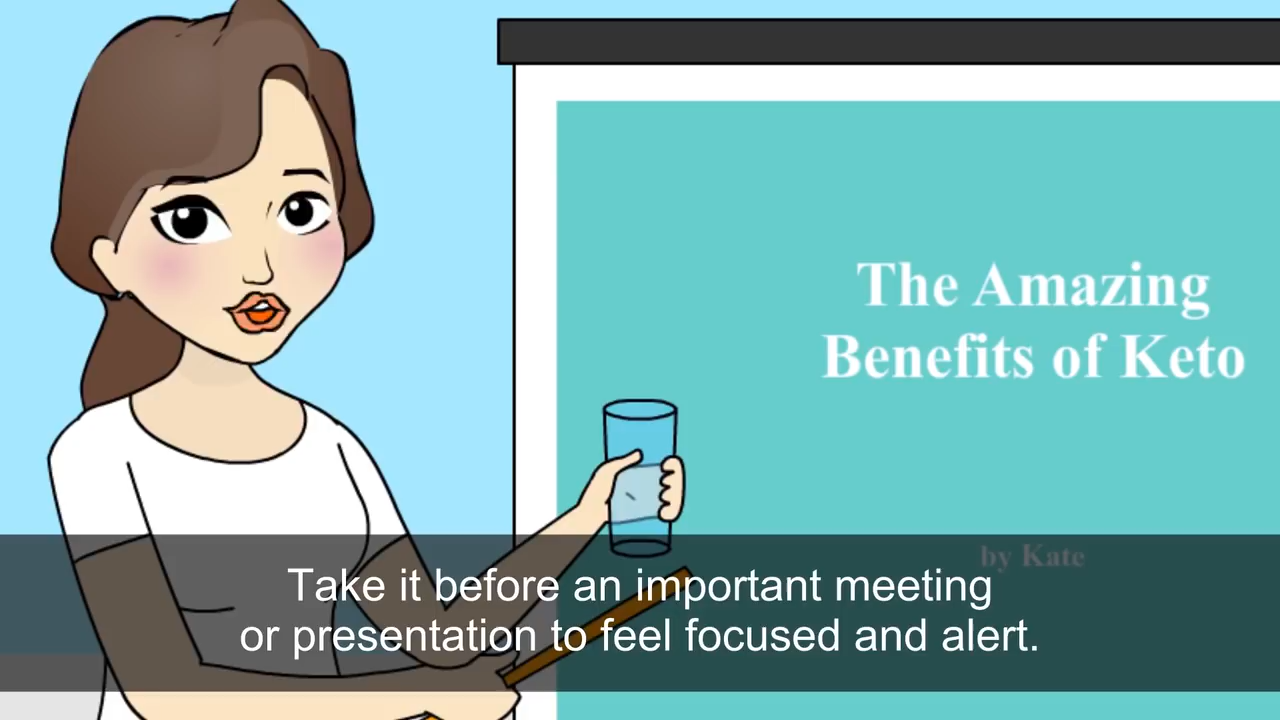 The Amazing
Benefits of Keto
by Kate
Take it before an important meeting
or presentation to feel focused and alert.